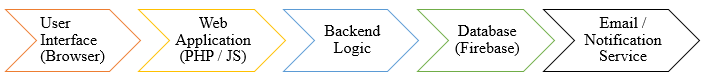 User
Interface
(Browser)
Web
Application
(PHP / JS)
Backend
Logic
Database
(Firebase)
Email /
Notification
Service